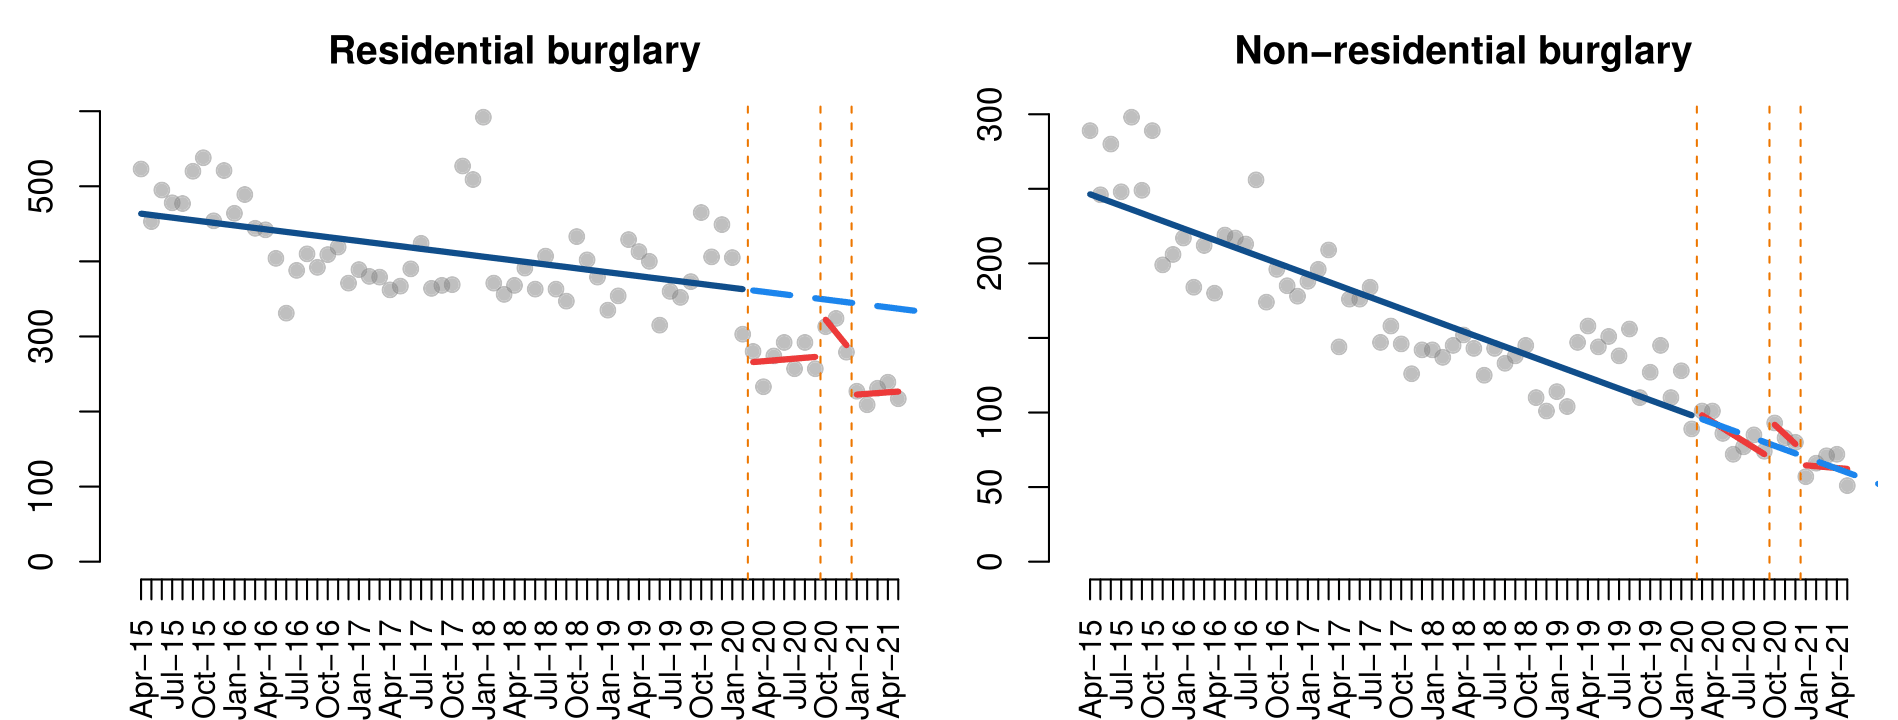 Residential burglary
0
100
300
500
Apr−15
Jul−15
Oct−15
Jan−16
Apr−16
Jul−16
Oct−16
Jan−17
Apr−17
Jul−17
Oct−17
Jan−18
Apr−18
Jul−18
Oct−18
Jan−19
Apr−19
Jul−19
Oct−19
Jan−20
Apr−20
Jul−20
Oct−20
Jan−21
Apr−21
Non−residential burglary
0
50
100
200
300
Apr−15
Jul−15
Oct−15
Jan−16
Apr−16
Jul−16
Oct−16
Jan−17
Apr−17
Jul−17
Oct−17
Jan−18
Apr−18
Jul−18
Oct−18
Jan−19
Apr−19
Jul−19
Oct−19
Jan−20
Apr−20
Jul−20
Oct−20
Jan−21
Apr−21